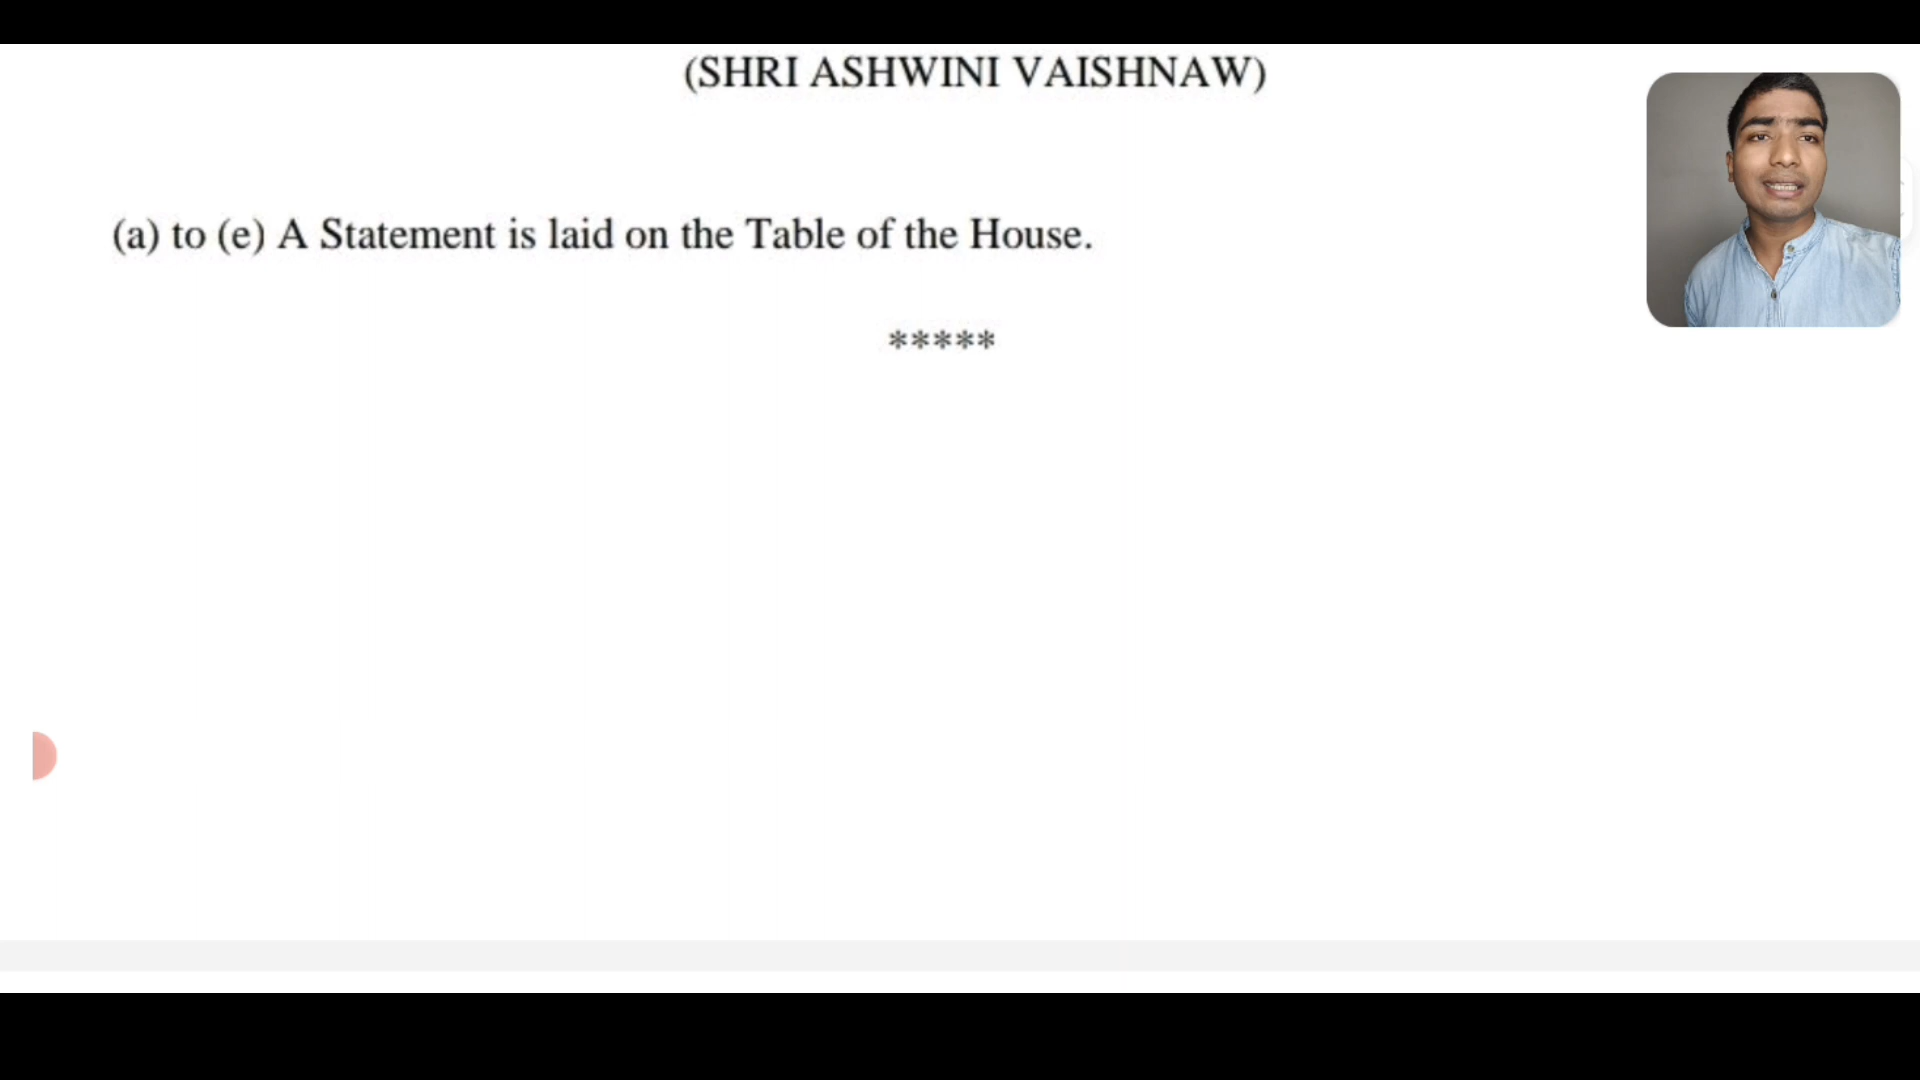 (SHRI ASHWINI VAISHNAW)
(a) to (e) A Statement is laid on the Table of the House.
*****